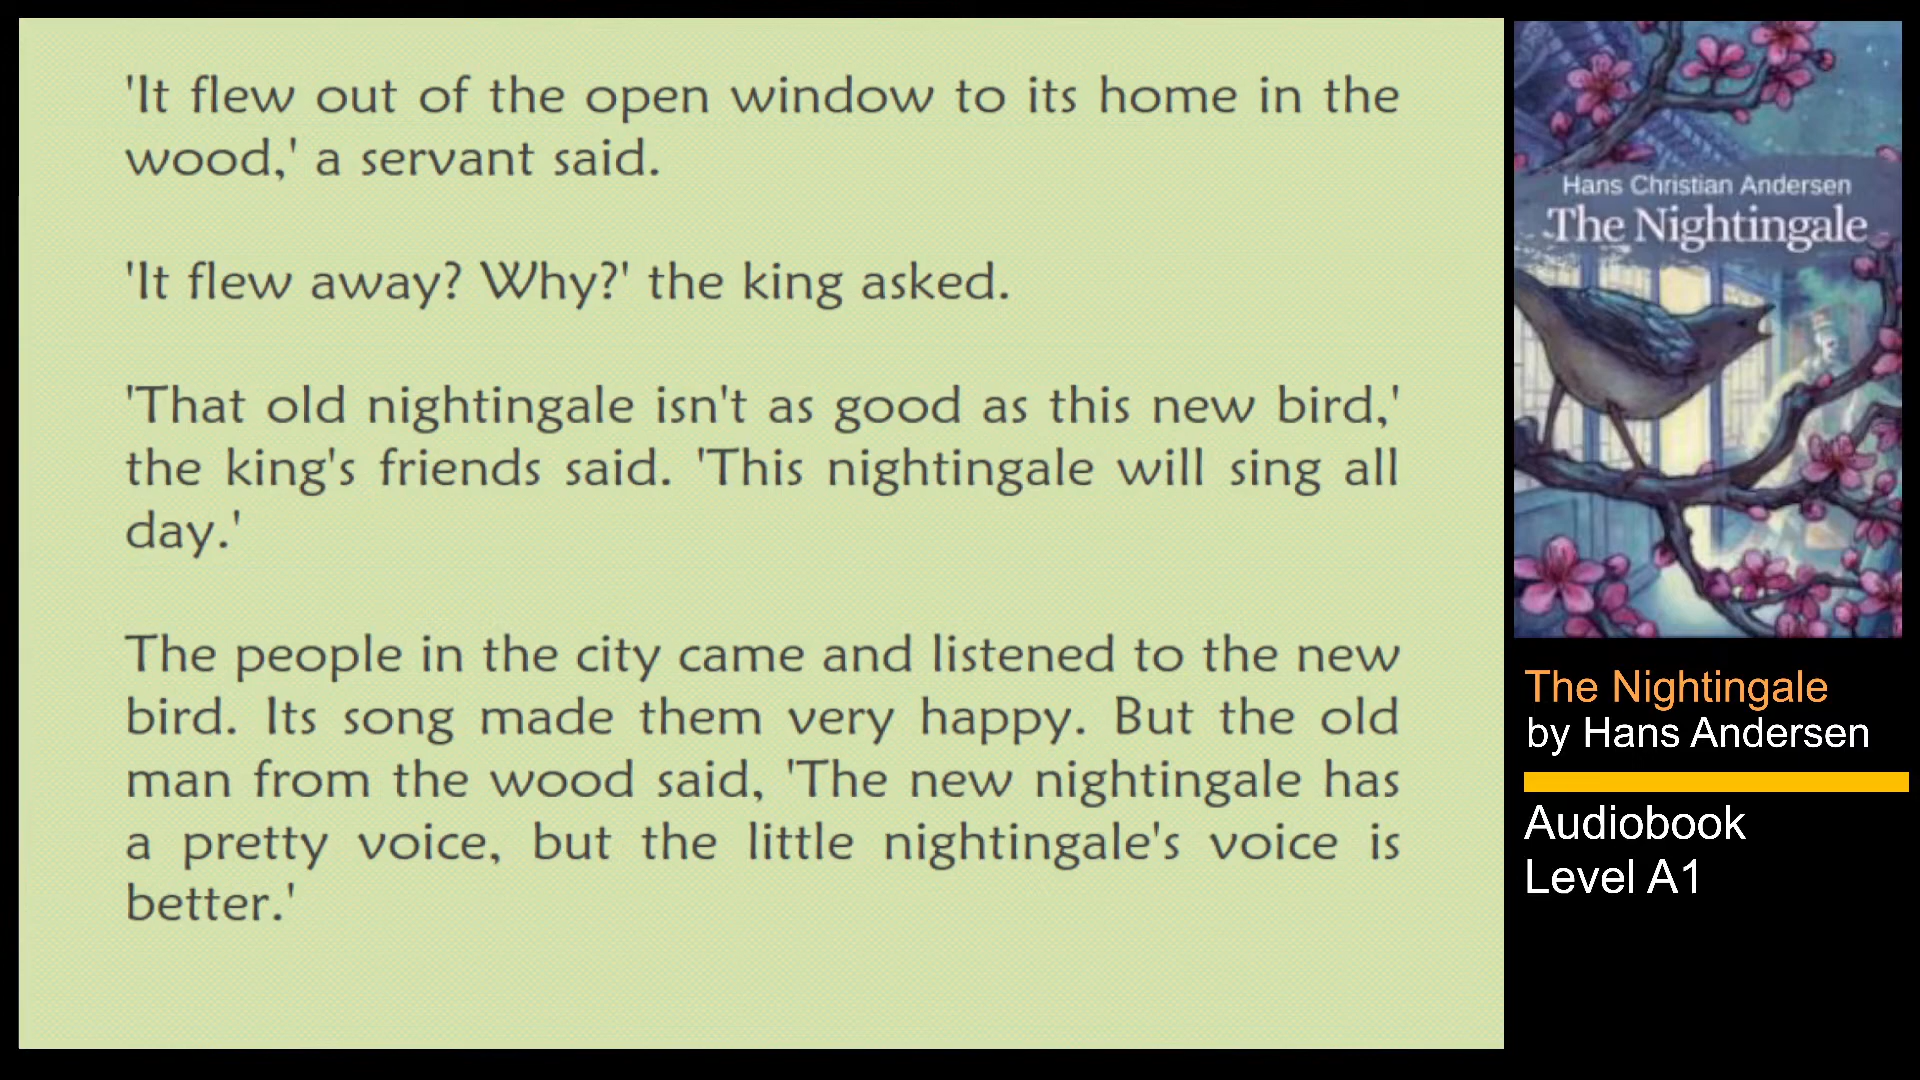 'It flew out of the open window to its home in the
wood,' a servant said.
'It flew away? Why?' the king asked.
'That old nightingale isn't as good as this new bird,'
the king's friends said. 'This nightingale will sing all
day.'
The people in the city came and listened to the new
bird. Its song made them very happy. But the old
man from the wood said, 'The new nightingale has
a pretty voice, but the little nightingale's voice is
better.'
Hans Christian Andersen
The Nightingale
The Nightingale
by Hans Andersen
Audiobook
Level A1